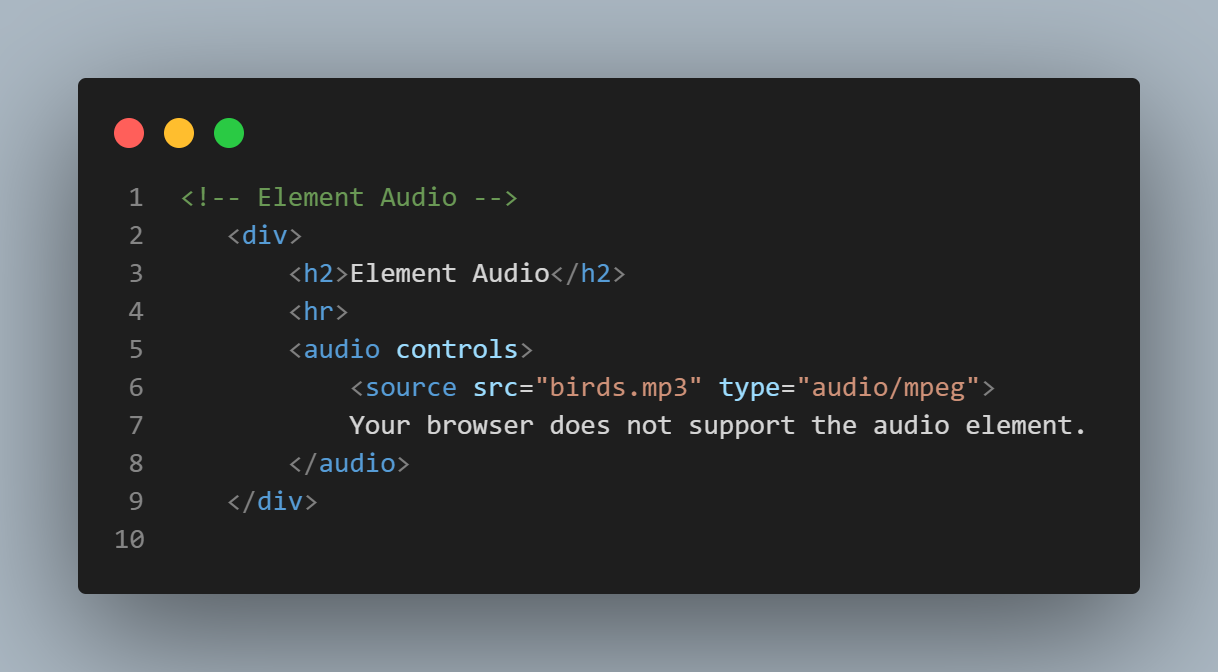 1 <!-- Element Audio -->
2    <div>
3        <h2>Element Audio</h2>
4        <hr>
5        <audio controls>
6            <source src="birds.mp3" type="audio/mpeg">
7            Your browser does not support the audio element.
8        </audio>
9    </div>
10